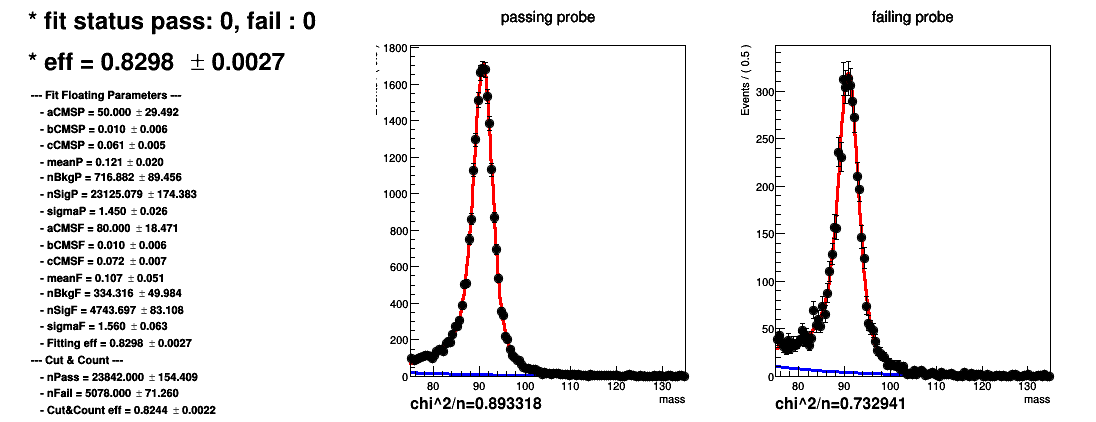 * fit status pass: 0, fail : 0
* eff = 0.8298 ± 0.0027
--- Fit Floating Parameters ---
- aCMSP = 50.000 ± 29.492
- bCMSP = 0.010 ± 0.006
- cCMSP = 0.061 ± 0.005
- meanP = 0.121 ± 0.020
- nBkgP = 716.882 ± 89.456
- nSigP = 23125.079 ± 174.383
- sigmaP = 1.450 ± 0.026
- aCMSF = 80.000 ± 18.471
- bCMSF = 0.010 ± 0.006
- cCMSF = 0.072 ± 0.007
- meanF = 0.107 ± 0.051
- nBkgF = 334.316 ± 49.984
- nSigF = 4743.697 ± 83.108
- sigmaF = 1.560 ± 0.063
- Fitting eff = 0.8298 ± 0.0027
--- Cut & Count ---
- nPass = 23842.000 ± 154.409
- nFail = 5078.000 ± 71.260
- Cut&Count eff = 0.8244 ± 0.0022
passing probe
1800
1600
1400
1200
1000
800
600
400
200
0
80 90 100 110 120 130
mass
chi^2/n=0.893318
failing probe
Events / ( 0.5 )
300
250
200
150
100
50
0
80 90 100 110 120 130
mass
chi^2/n=0.732941